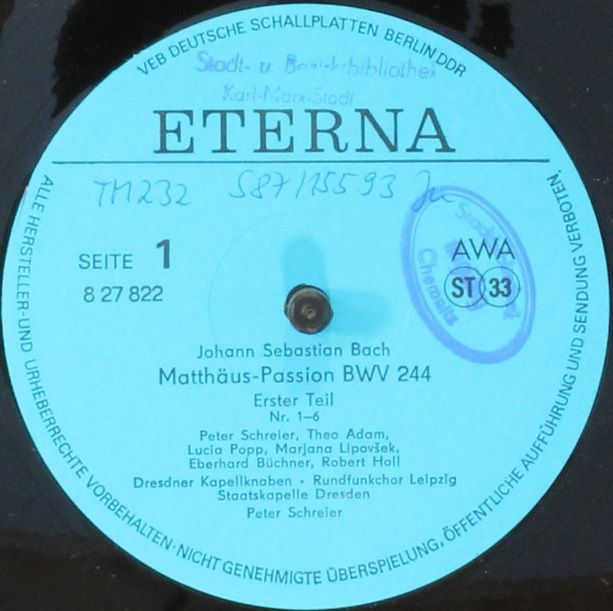 VEB DEUTSCHE SCHALLPLATTEN BERLIN DDR
Stadt- u. Bezirksbibliothek
Karl-Marx-Stadt
ETERNA
TM232 S87/15593
SEITE 1
8 27 822
AWA
ST 33
Chemnitz
Johann Sebastian Bach
Matthäus-Passion BWV 244
Erster Teil
Nr. 1–6
Peter Schreier, Theo Adam,
Lucia Popp, Marjana Lipovšek,
Eberhard Büchner, Robert Holl
Dresdner Kapellknaben · Rundfunkchor Leipzig
Staatskapelle Dresden
Peter Schreier
ALLE HERSTELLER- UND URHEBERRECHTE VORBEHALTEN · NICHT GENEHMIGTE ÜBERSPIELUNG, ÖFFENTLICHE AUFFÜHRUNG UND SENDUNG VERBOTEN.